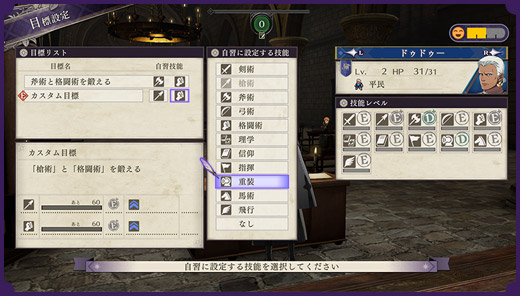 目標設定
0
目標リスト
目標名
自習技能
斧術と格闘術を鍛える
カスタム目標
カスタム目標
「槍術」と「格闘術」を鍛える
あと 60 E
あと 60 E
自習に設定する技能
剣術
槍術
斧術
弓術
格闘術
理学
信仰
指揮
重装
馬術
飛行
なし
L ドゥドゥー R
Lv. 2 HP 31/31
平民
技能レベル
E E D E E
E E E D E
E
自習に設定する技能を選択してください